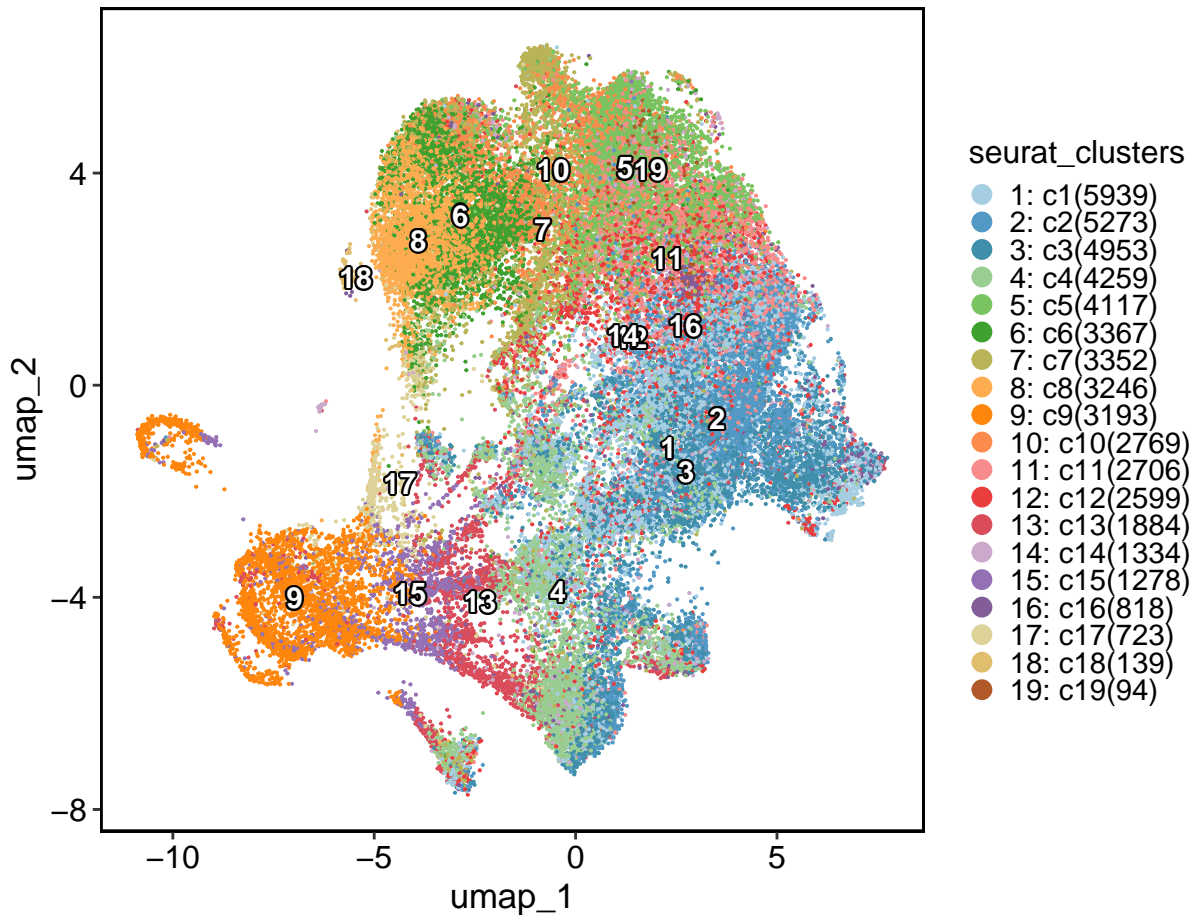 seurat_clusters
1: c1(5939)
2: c2(5273)
3: c3(4953)
4: c4(4259)
5: c5(4117)
6: c6(3367)
7: c7(3352)
8: c8(3246)
9: c9(3193)
10: c10(2769)
11: c11(2706)
12: c12(2599)
13: c13(1884)
14: c14(1334)
15: c15(1278)
16: c16(818)
17: c17(723)
18: c18(139)
19: c19(94)
umap_2
4
0
−4
−8
10
5
19
6
7
8
11
18
16
14
12
2
1
3
17
15
9
13
4
−10
−5
0
5
umap_1